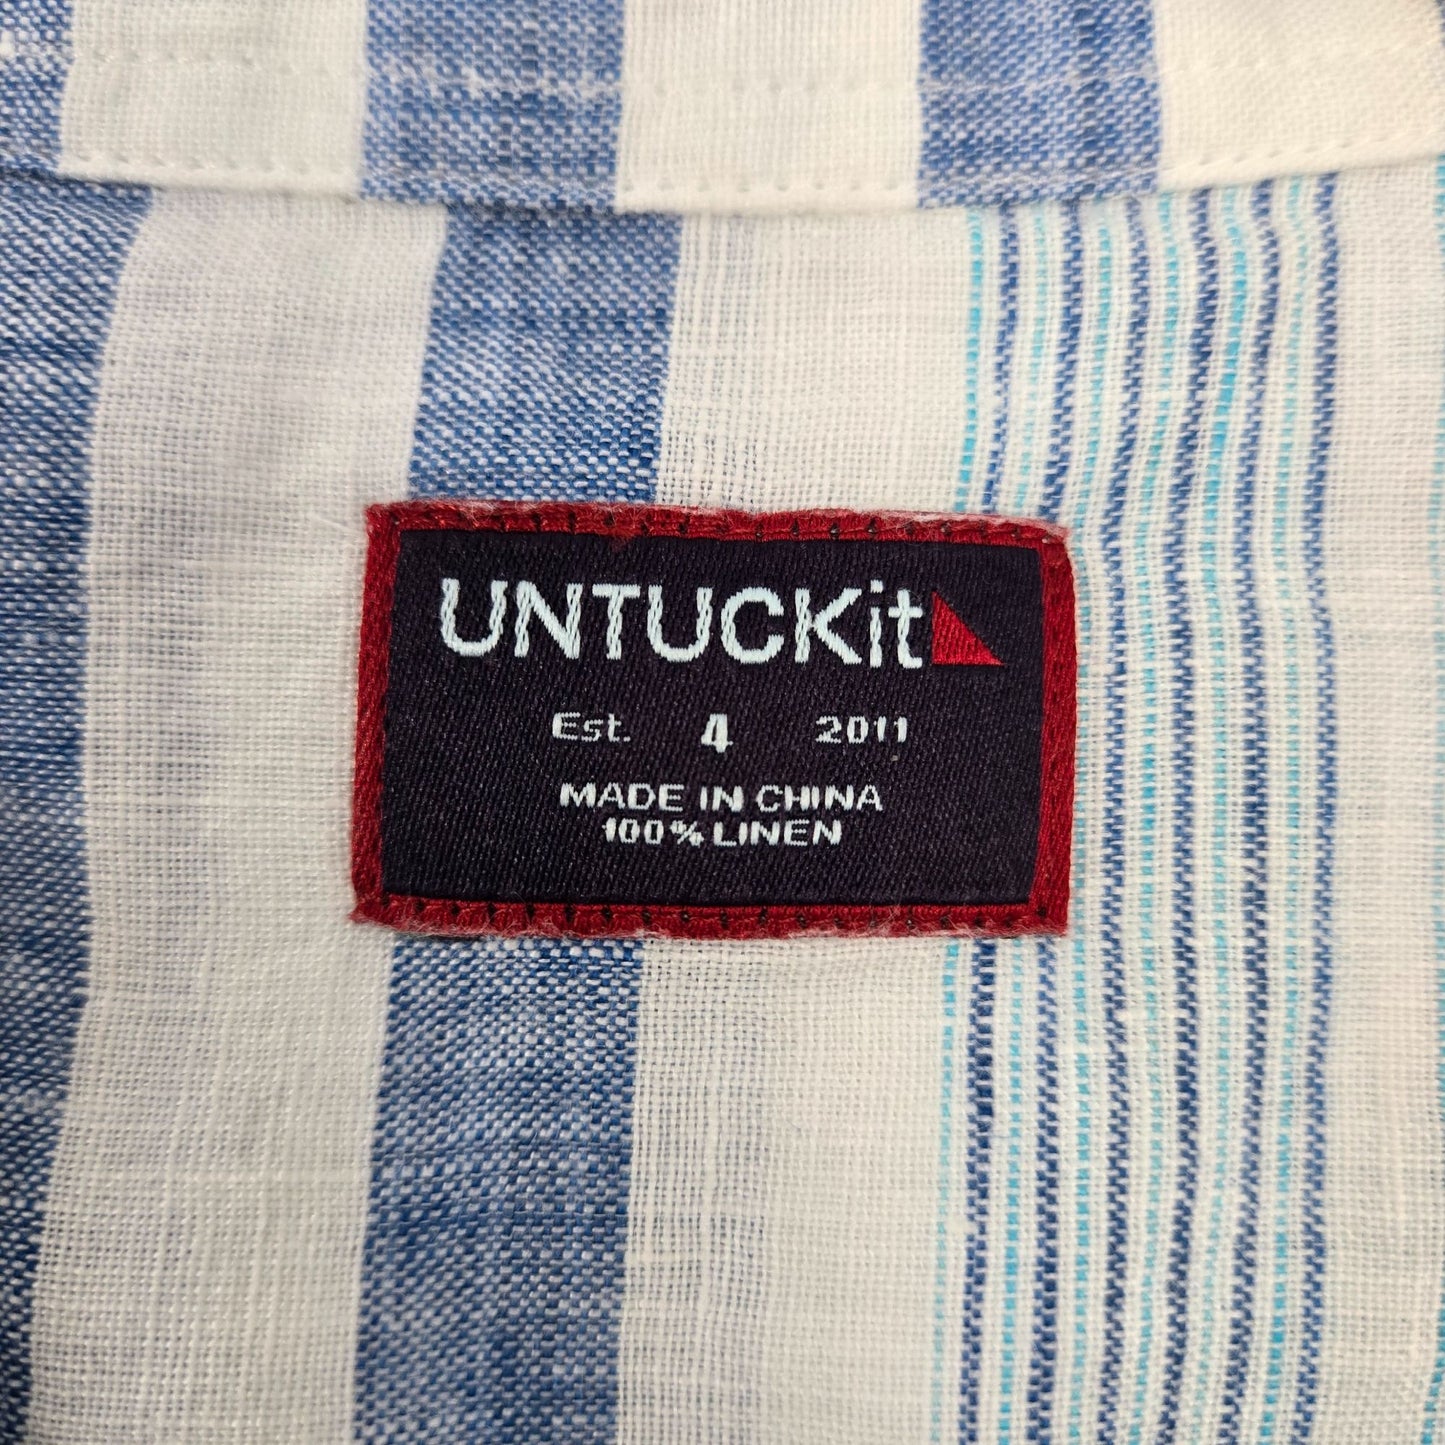 UNTUCKit
Est. 4 2011
MADE IN CHINA
100% LINEN